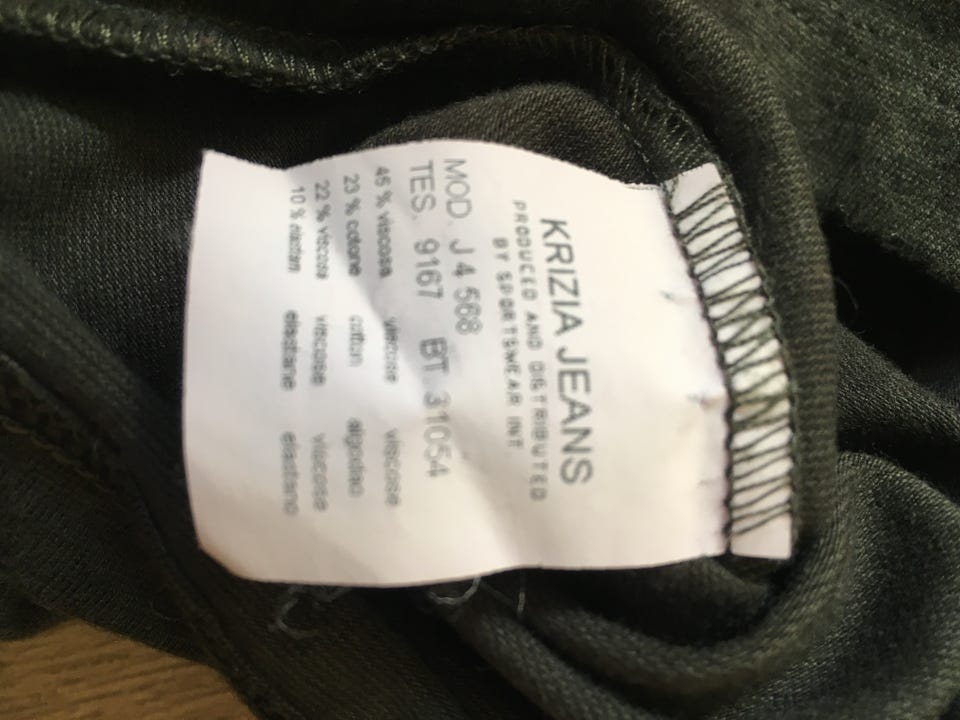 KRIZIA JEANS
PRODUCED AND DISTRIBUTED
BY SPORTSWEAR INT
MOD. J 4 568
TES. 9167 BT. 31054
45 % viscosa viscose viscose
23 % cotone cotton algodao
22 % viscosa viscose viscose
10 % elastan elastane elastano